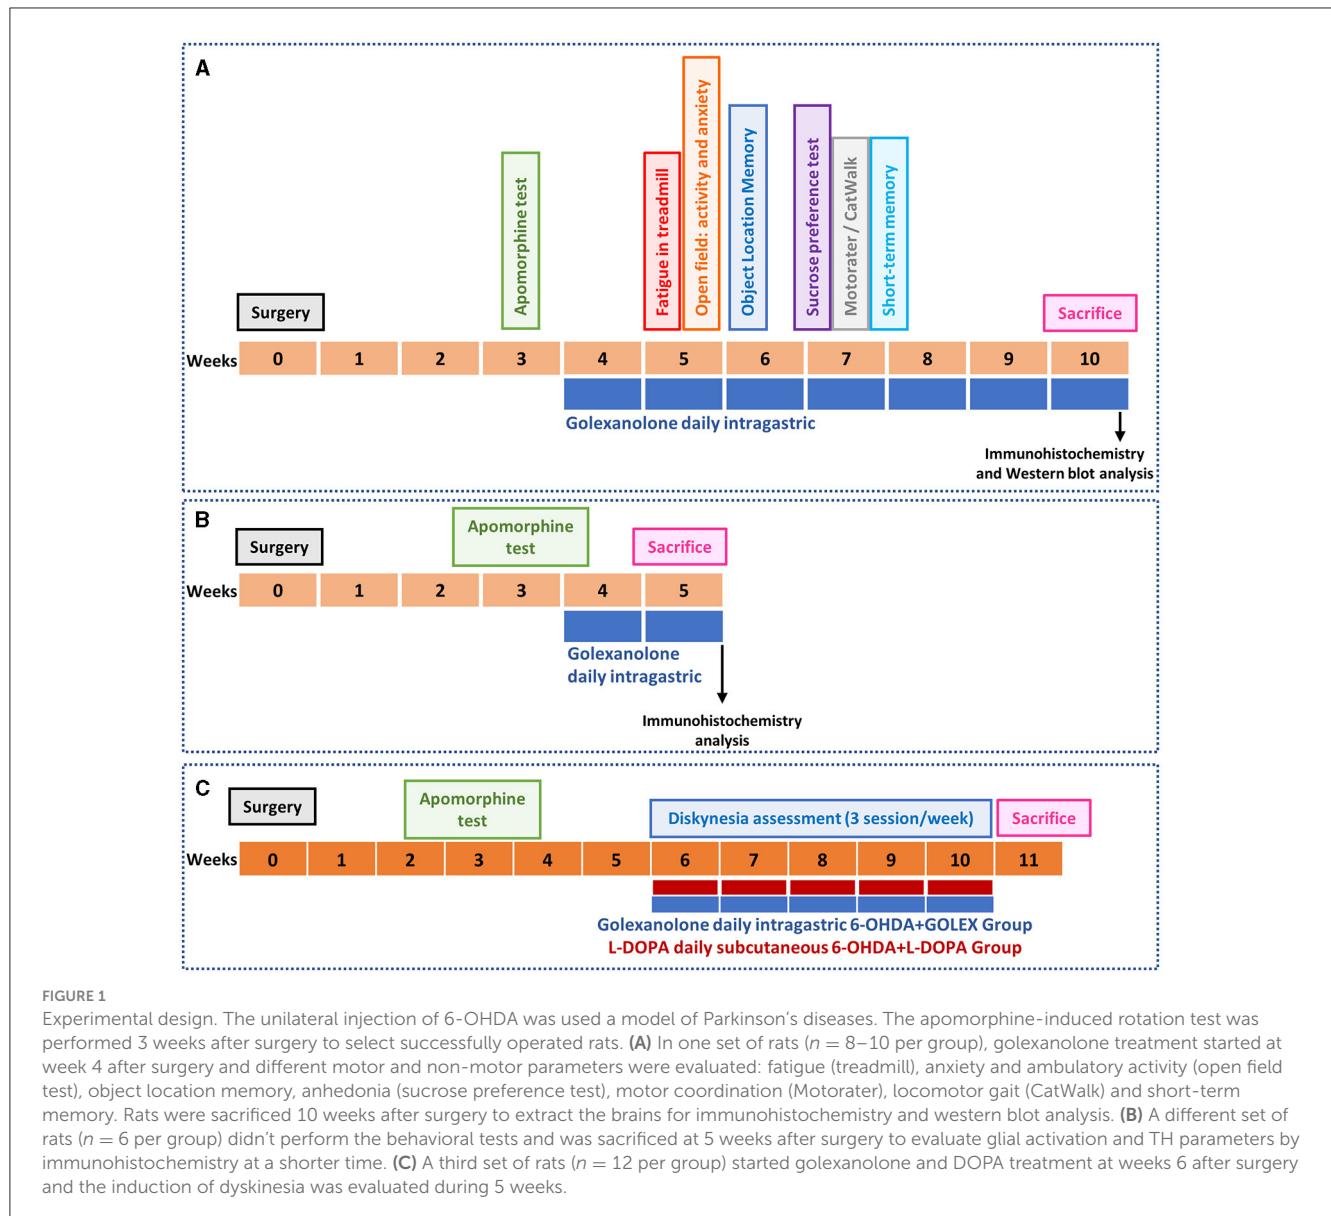 A
Apomorphine test
Fatigue in treadmill
Open field: activity and anxiety
Object Location Memory
Sucrose preference test
Motorater / CatWalk
Short-term memory
Surgery
Sacrifice
Weeks 0 1 2 3 4 5 6 7 8 9 10
Golexanolone daily intragastric
Immunohistochemistry
and Western blot analysis
B
Surgery
Apomorphine
test
Sacrifice
Weeks 0 1 2 3 4 5
Golexanolone
daily intragastric
Immunohistochemistry
analysis
C
Surgery
Apomorphine
test
Diskynesia assessment (3 session/week)
Sacrifice
Weeks 0 1 2 3 4 5 6 7 8 9 10 11
Golexanolone daily intragastric 6-OHDA+GOLEX Group
L-DOPA daily subcutaneous 6-OHDA+L-DOPA Group
FIGURE 1
Experimental design. The unilateral injection of 6-OHDA was used a model of Parkinson's diseases. The apomorphine-induced rotation test was
performed 3 weeks after surgery to select successfully operated rats. (A) In one set of rats (n = 8–10 per group), golexanolone treatment started at
week 4 after surgery and different motor and non-motor parameters were evaluated: fatigue (treadmill), anxiety and ambulatory activity (open field
test), object location memory, anhedonia (sucrose preference test), motor coordination (Motorater), locomotor gait (CatWalk) and short-term
memory. Rats were sacrificed 10 weeks after surgery to extract the brains for immunohistochemistry and western blot analysis. (B) A different set of
rats (n = 6 per group) didn't perform the behavioral tests and was sacrificed at 5 weeks after surgery to evaluate glial activation and TH parameters by
immunohistochemistry at a shorter time. (C) A third set of rats (n = 12 per group) started golexanolone and DOPA treatment at weeks 6 after surgery
and the induction of dyskinesia was evaluated during 5 weeks.